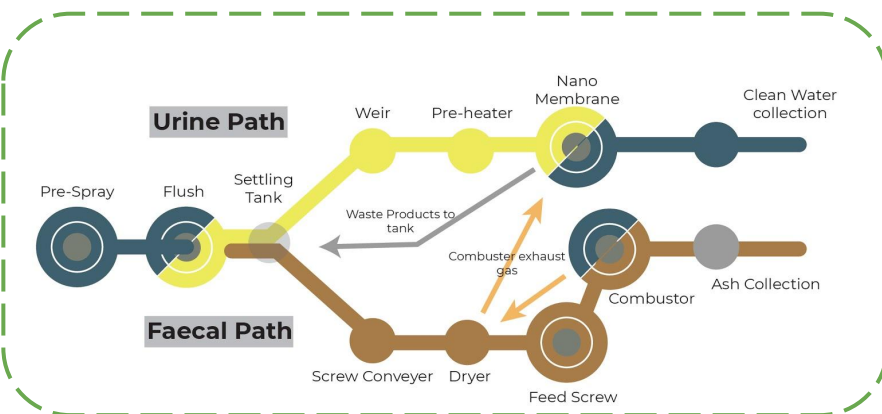 Urine Path
Pre-Spray
Flush
Settling
Tank
Weir
Pre-heater
Nano
Membrane
Clean Water
collection
Waste Products to
tank
Combuster exhaust
gas
Combustor
Ash Collection
Faecal Path
Screw Conveyer
Dryer
Feed Screw